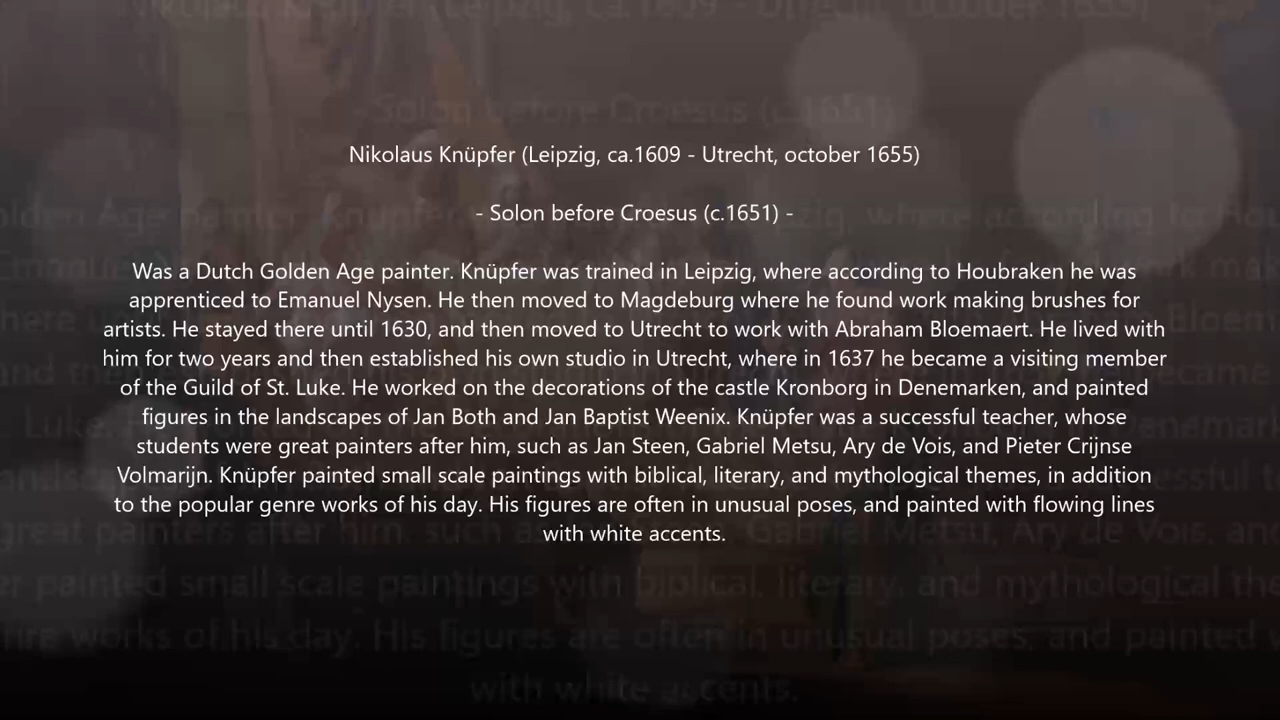 Nikolaus Knüpfer (Leipzig, ca.1609 - Utrecht, october 1655)
- Solon before Croesus (c.1651) -
Was a Dutch Golden Age painter. Knüpfer was trained in Leipzig, where according to Houbraken he was
apprenticed to Emanuel Nysen. He then moved to Magdeburg where he found work making brushes for
artists. He stayed there until 1630, and then moved to Utrecht to work with Abraham Bloemaert. He lived with
him for two years and then established his own studio in Utrecht, where in 1637 he became a visiting member
of the Guild of St. Luke. He worked on the decorations of the castle Kronborg in Denemarken, and painted
figures in the landscapes of Jan Both and Jan Baptist Weenix. Knüpfer was a successful teacher, whose
students were great painters after him, such as Jan Steen, Gabriel Metsu, Ary de Vois, and Pieter Crijnse
Volmarijn. Knüpfer painted small scale paintings with biblical, literary, and mythological themes, in addition
to the popular genre works of his day. His figures are often in unusual poses, and painted with flowing lines
with white accents.